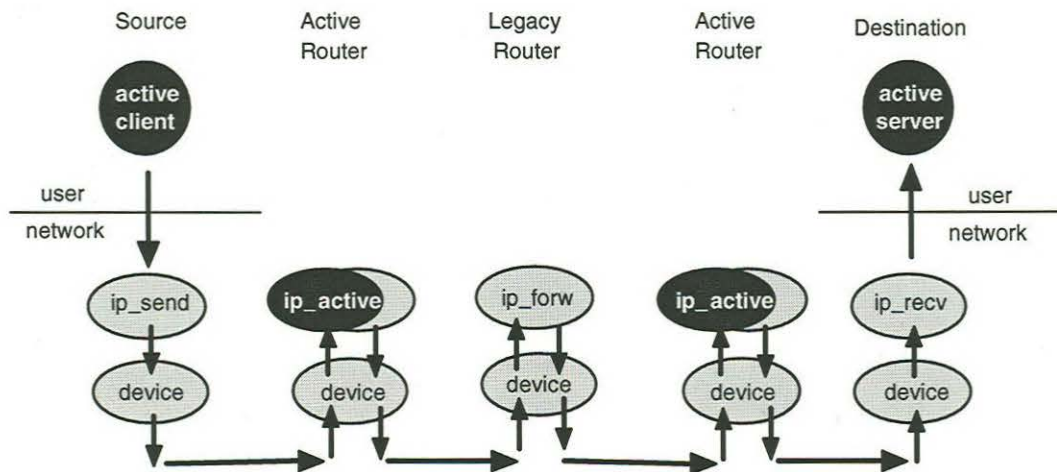 Source
Active
Router
Legacy
Router
Active
Router
Destination
active
client
active
server
user
network
user
network
ip_send
ip_active
ip_forw
ip_active
ip_recv
device
device
device
device
device